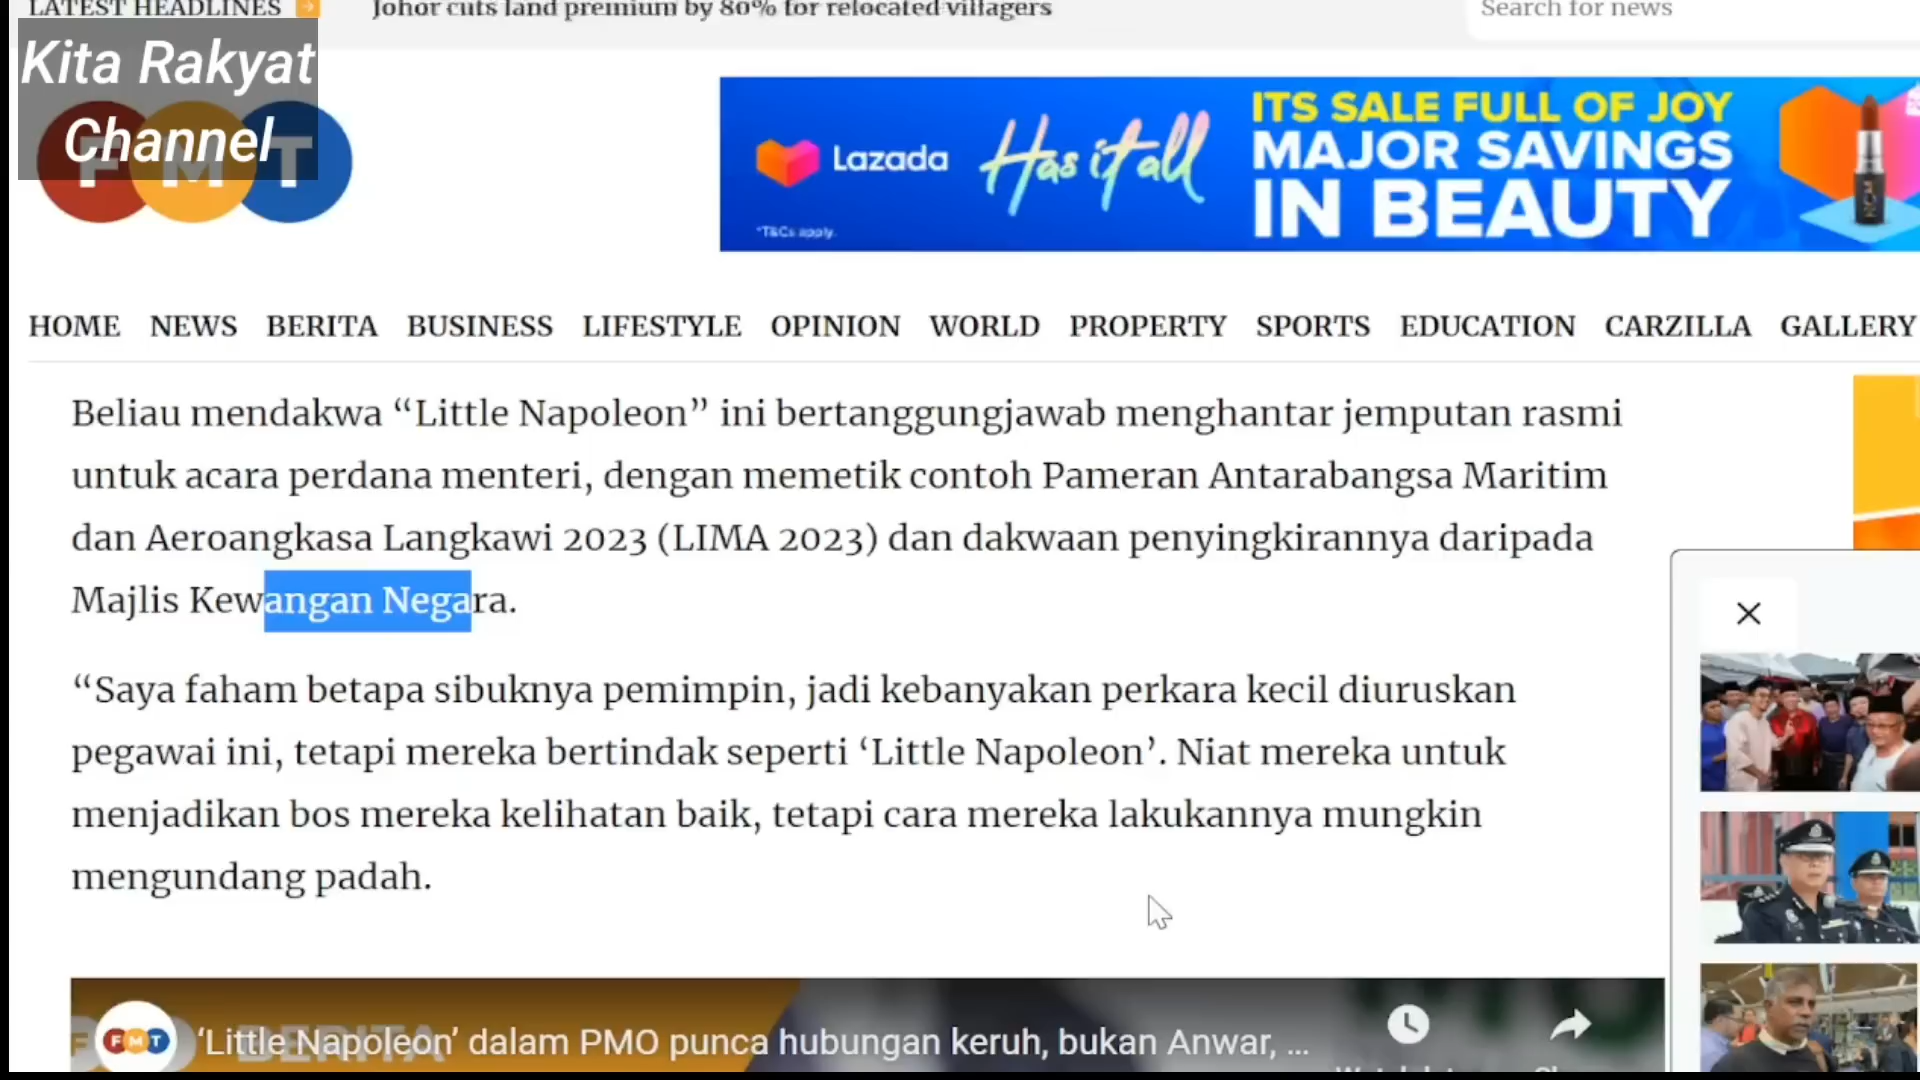 LATEST HEADLINES
Johor cuts land premium by 80% for relocated villagers
Search for news
Kita Rakyat
Channel
FMT
Lazada
Has it all
ITS SALE FULL OF JOY
MAJOR SAVINGS
IN BEAUTY
*T&Cs apply.
HOME NEWS BERITA BUSINESS LIFESTYLE OPINION WORLD PROPERTY SPORTS EDUCATION CARZILLA GALLERY
Beliau mendakwa “Little Napoleon” ini bertanggungjawab menghantar jemputan rasmi
untuk acara perdana menteri, dengan memetik contoh Pameran Antarabangsa Maritim
dan Aeroangkasa Langkawi 2023 (LIMA 2023) dan dakwaan penyingkirannya daripada
Majlis Kewangan Negara.
“Saya faham betapa sibuknya pemimpin, jadi kebanyakan perkara kecil diuruskan
pegawai ini, tetapi mereka bertindak seperti ‘Little Napoleon’. Niat mereka untuk
menjadikan bos mereka kelihatan baik, tetapi cara mereka lakukannya mungkin
mengundang padah.
FMT
‘Little Napoleon’ dalam PMO punca hubungan keruh, bukan Anwar, ...
BERITA